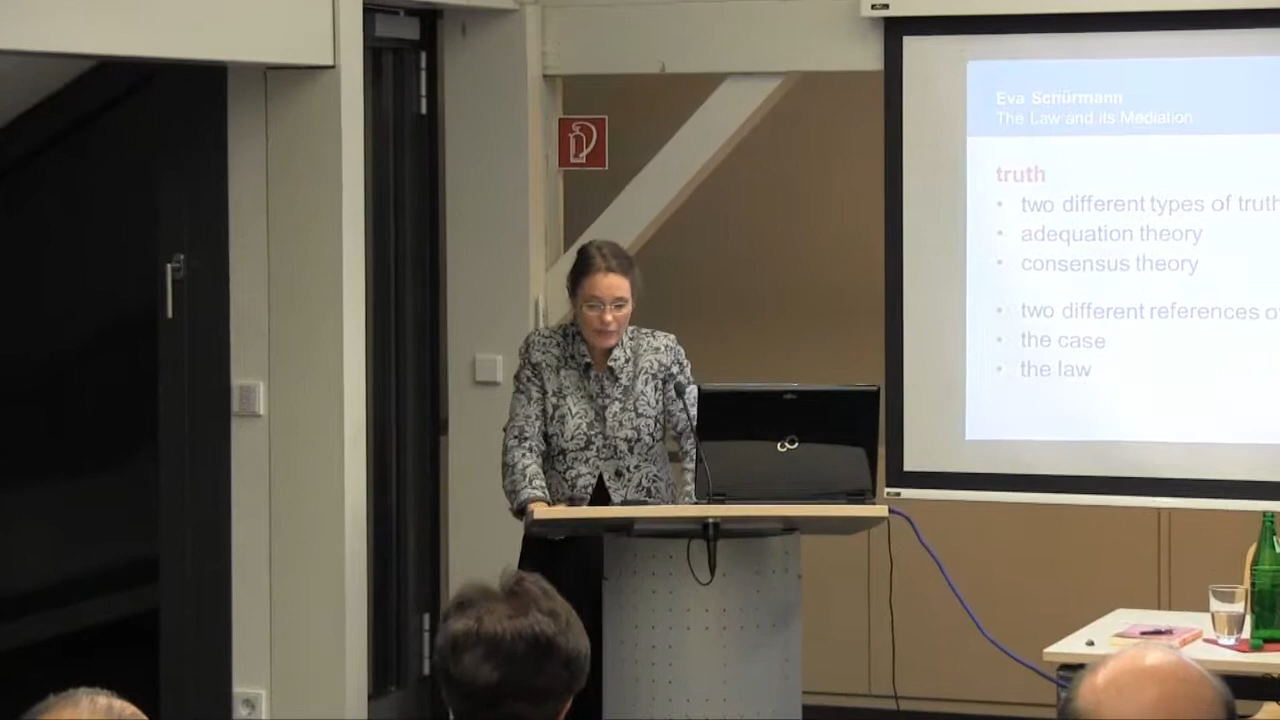 Eva Schürmann
The Law and its Mediation
truth
• two different types of truth
• adequation theory
• consensus theory
• two different references o
• the case
• the law